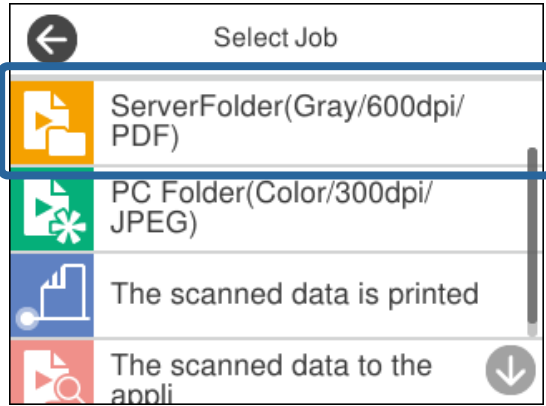 Select Job
ServerFolder(Gray/600dpi/
PDF)
PC Folder(Color/300dpi/
JPEG)
The scanned data is printed
The scanned data to the
appli